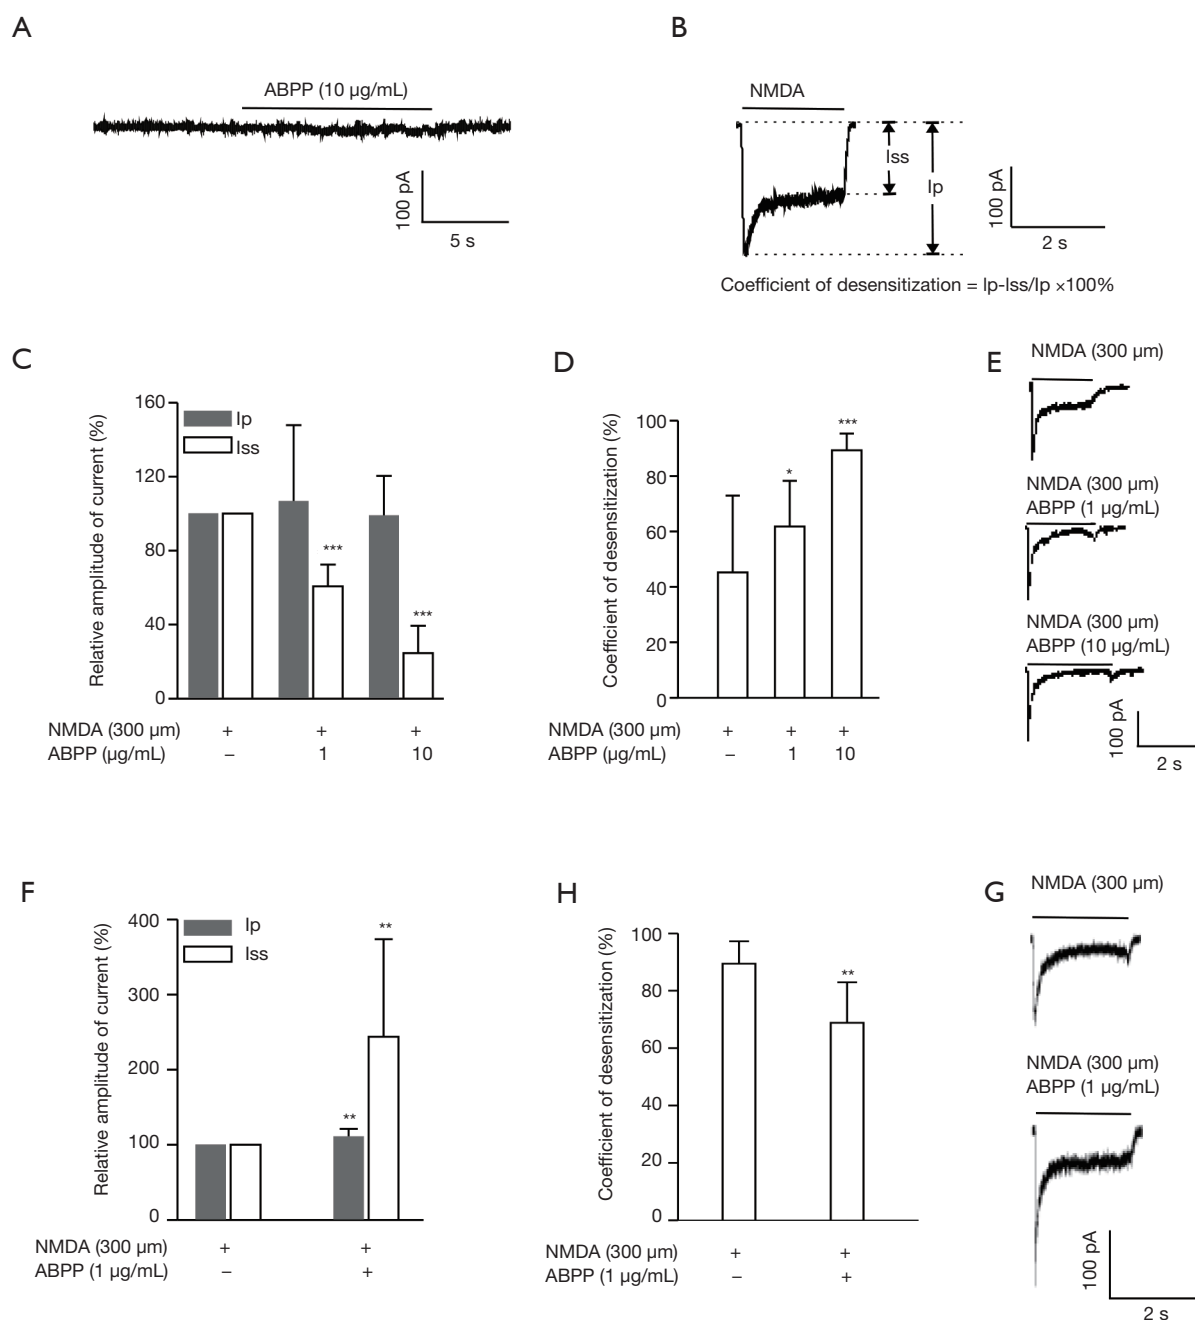 A
ABPP (10 µg/mL)
100 pA
5 s
B
NMDA
Iss
Ip
100 pA
2 s
Coefficient of desensitization = Ip-Iss/Ip ×100%
C
Relative amplitude of current (%)
160
120
80
40
0
Ip
Iss
***
***
NMDA (300 µm) + + +
ABPP (µg/mL) – 1 10
D
Coefficient of desensitization (%)
100
80
60
40
20
0
*
***
NMDA (300 µm) + + +
ABPP (µg/mL) – 1 10
E
NMDA (300 µm)
NMDA (300 µm)
ABPP (1 µg/mL)
NMDA (300 µm)
ABPP (10 µg/mL)
100 pA
2 s
F
Relative amplitude of current (%)
400
300
200
100
0
Ip
Iss
**
**
NMDA (300 µm) + +
ABPP (1 µg/mL) – +
H
Coefficient of desensitization (%)
100
80
60
40
20
0
**
NMDA (300 µm) + +
ABPP (1 µg/mL) – +
G
NMDA (300 µm)
NMDA (300 µm)
ABPP (1 µg/mL)
100 pA
2 s